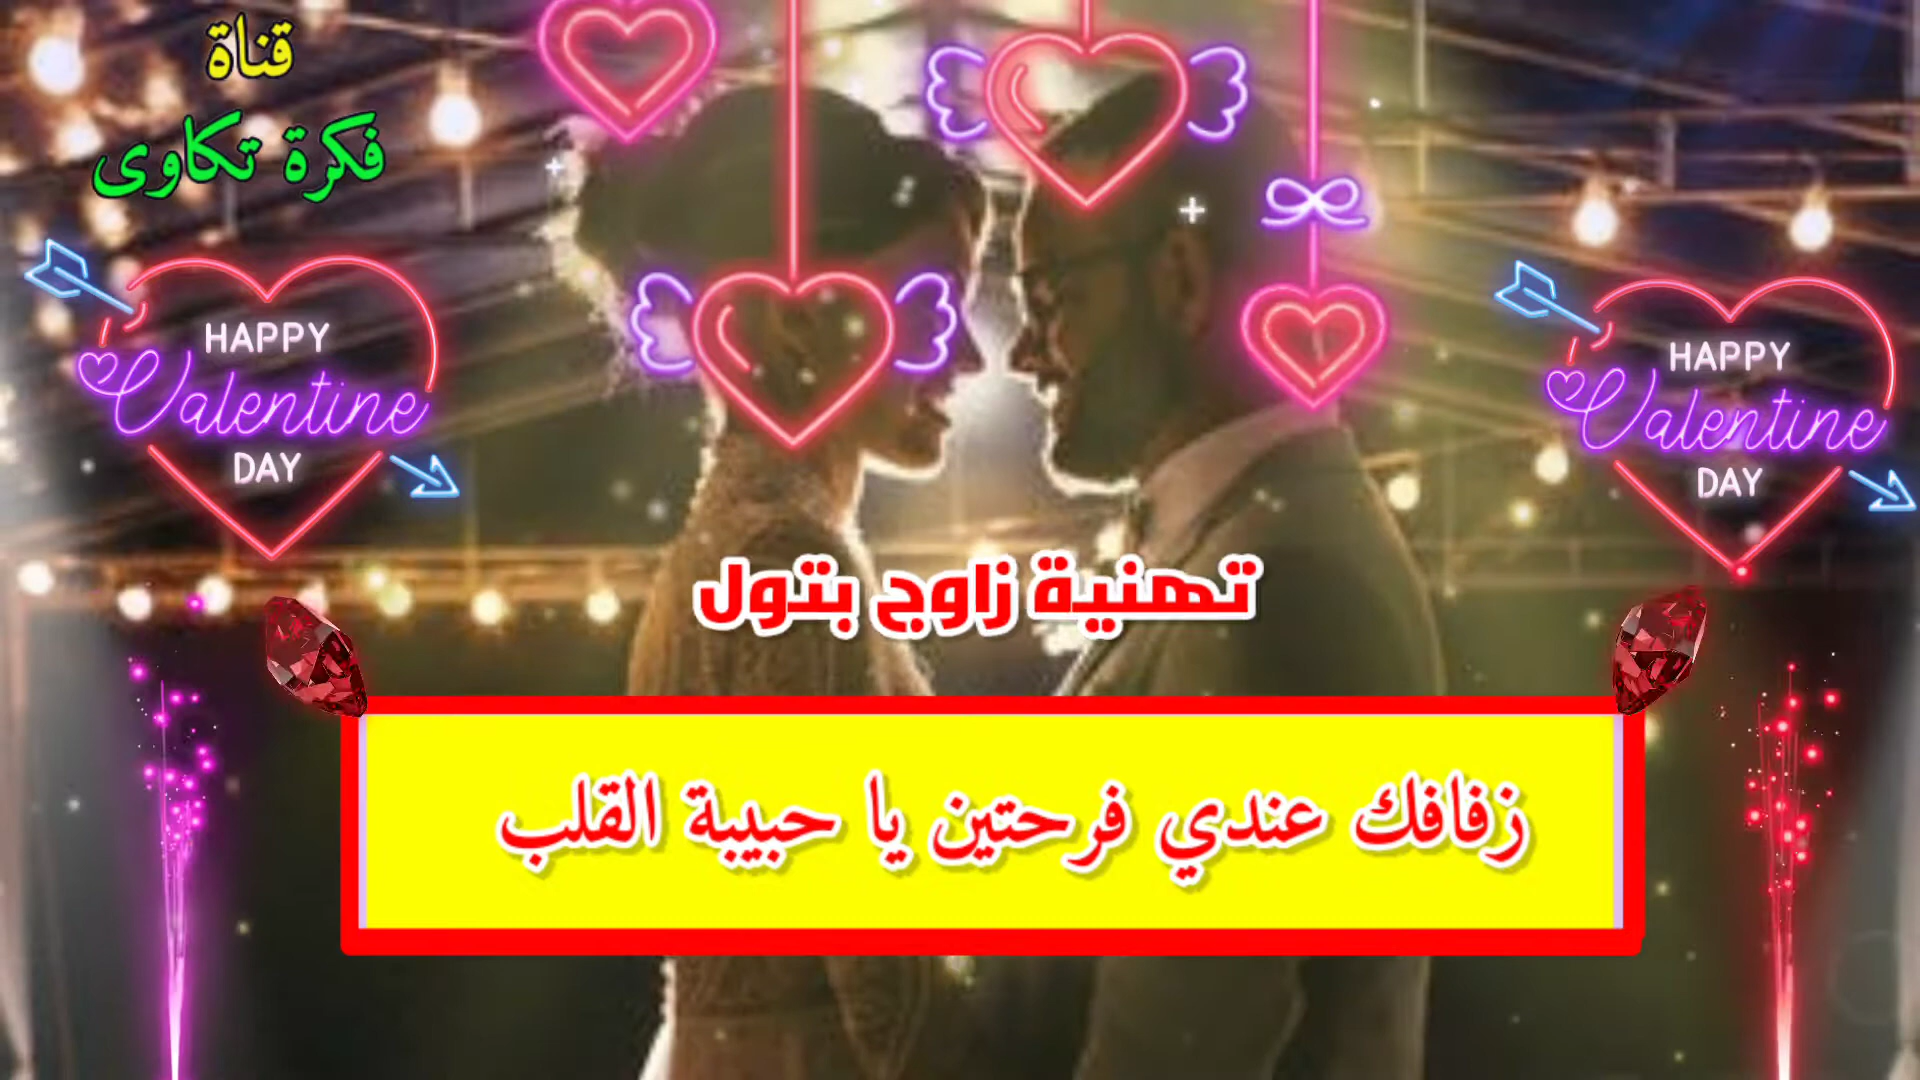 قناة
فكرة تكاوى
HAPPY
Valentine
DAY
HAPPY
Valentine
DAY
تهنية زاوج بتول
زفافك عندي فرحتين يا حبيبة القلب